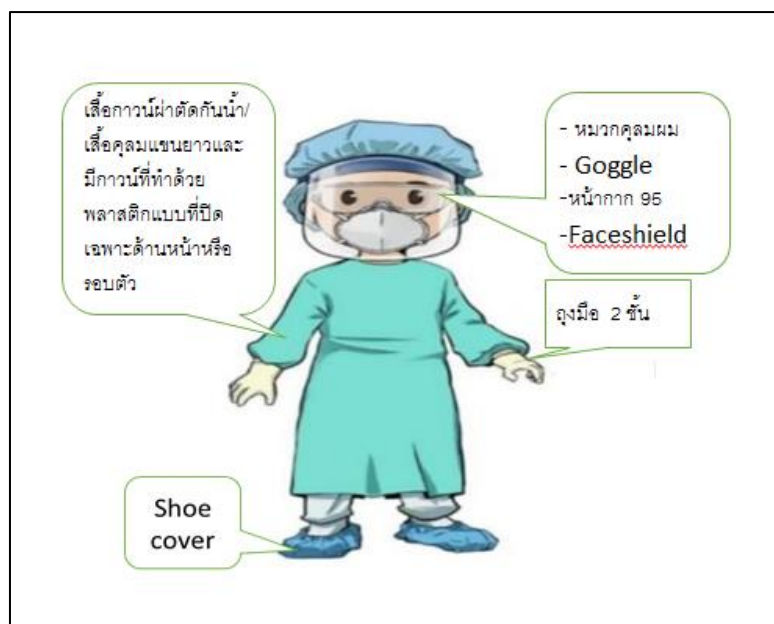 เสื้อกาวน์ผ่าตัดกันน้ำ/
เสื้อคลุมแขนยาวและ
มีกาวน์ที่ทำด้วย
พลาสติกแบบที่ปิด
เฉพาะด้านหน้าหรือ
รอบตัว
- หมวกคลุมผม
- Goggle
-หน้ากาก 95
-Faceshield
ถุงมือ 2 ชั้น
Shoe
cover